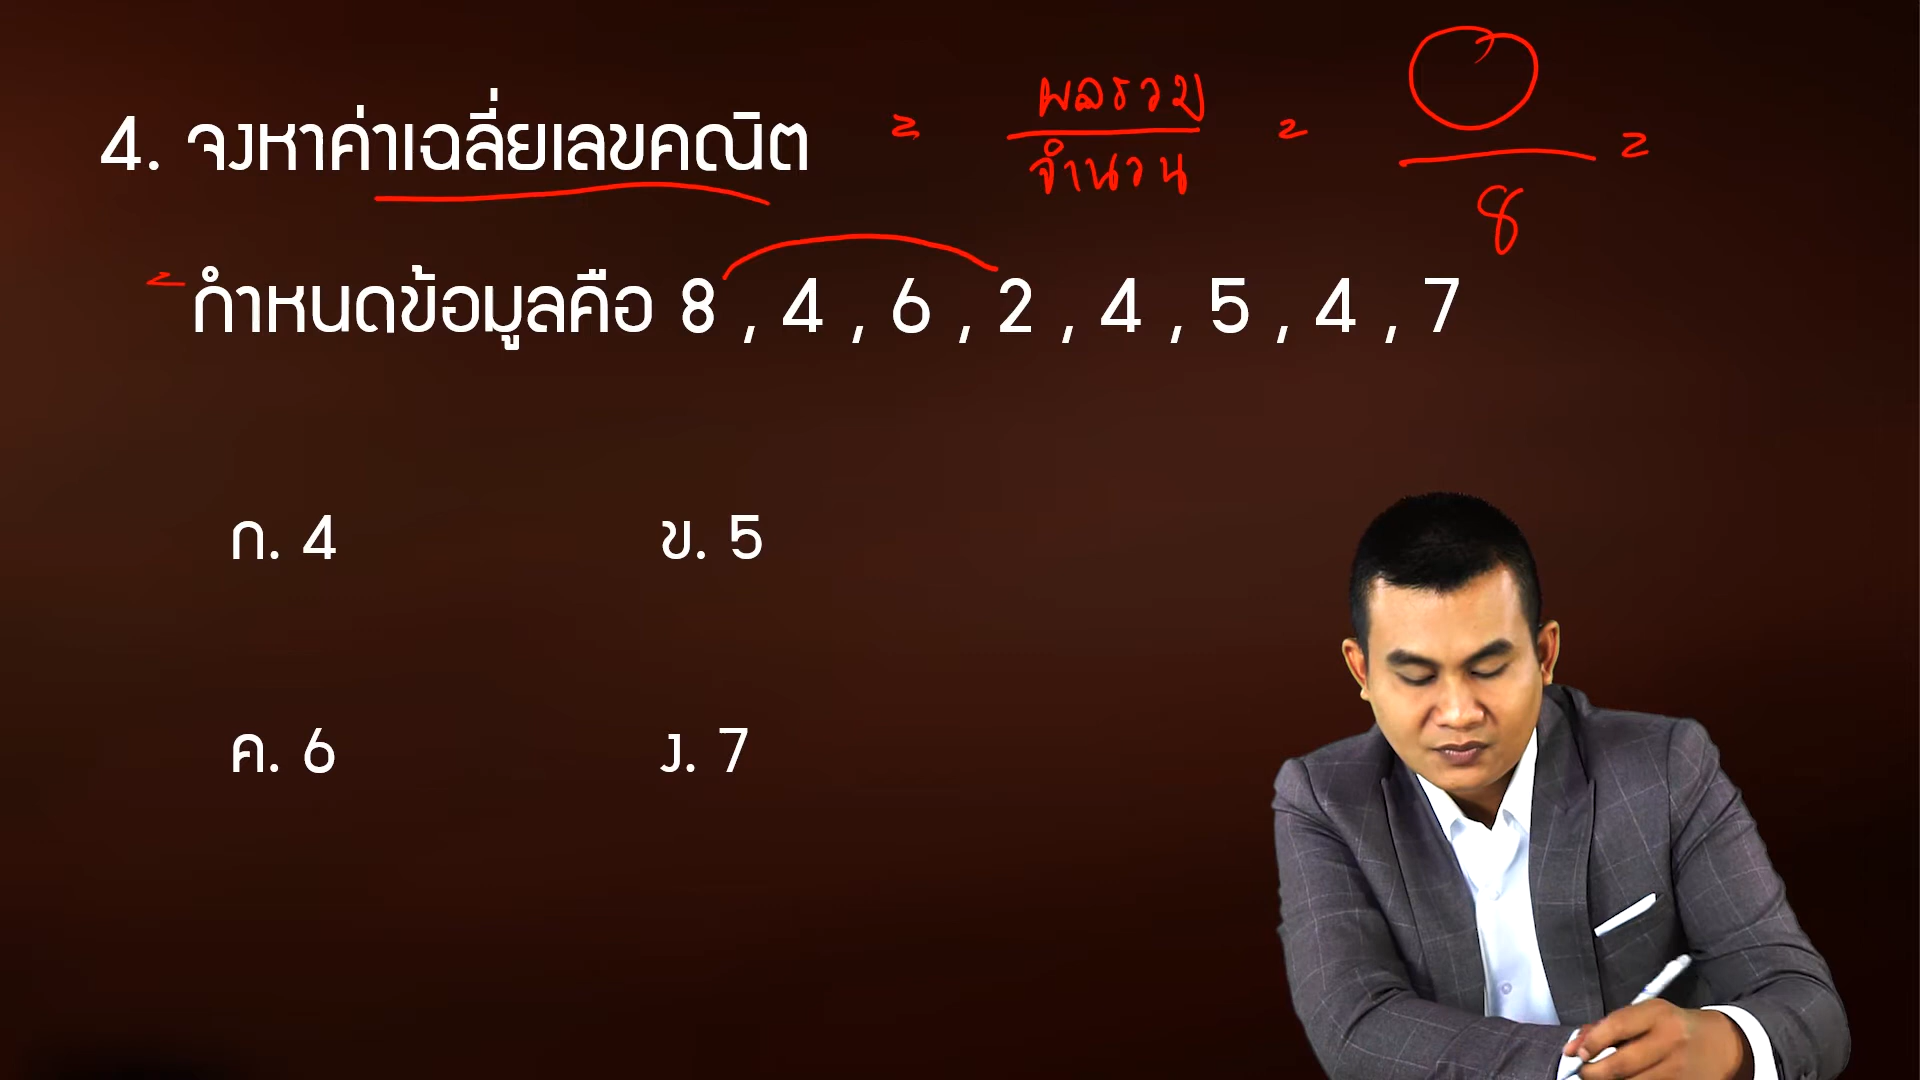 4. จงหาค่าเฉลี่ยเลขคณิต = ผลรวม / จำนวน = / 8 =
= กำหนดข้อมูลคือ 8 , 4 , 6 , 2 , 4 , 5 , 4 , 7
ก. 4 ข. 5
ค. 6 ง. 7